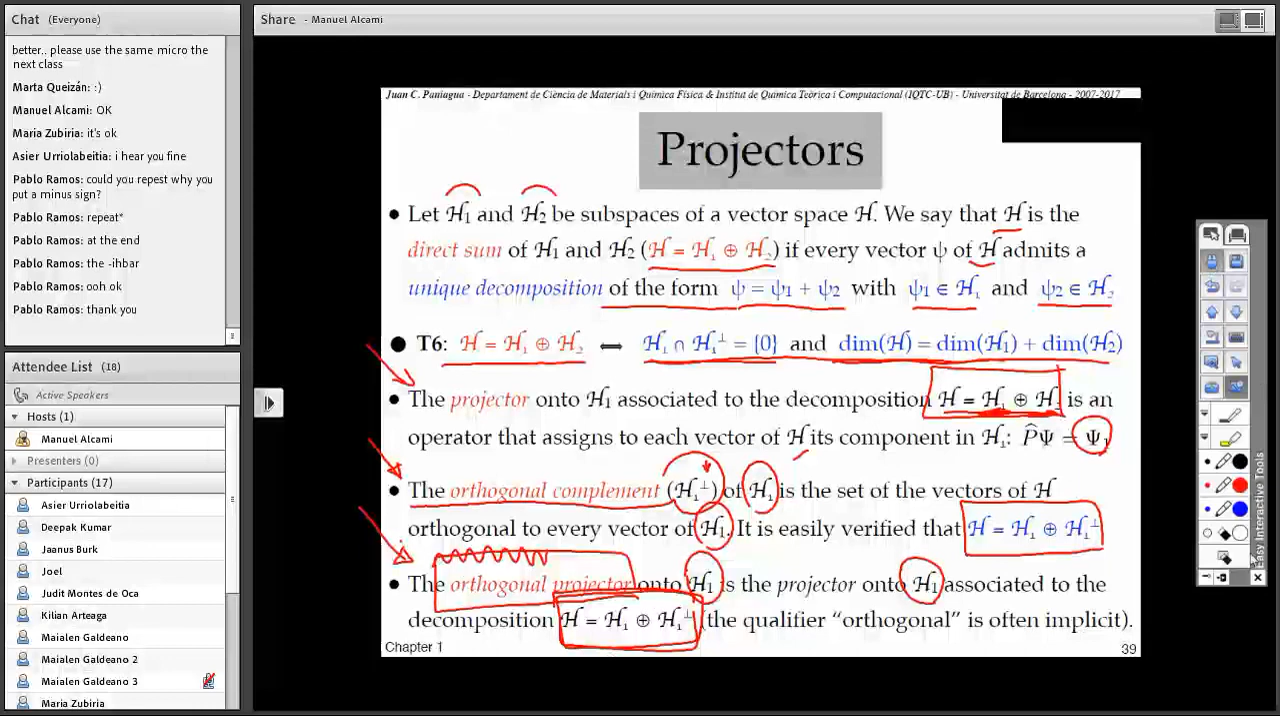 Chat (Everyone)
better.. please use the same micro the
next class
Marta Queizán: :)
Manuel Alcami: OK
Maria Zubiria: it's ok
Asier Urriolabeitia: i hear you fine
Pablo Ramos: could you repest why you
put a minus sign?
Pablo Ramos: repeat*
Pablo Ramos: at the end
Pablo Ramos: the -ihbar
Pablo Ramos: ooh ok
Pablo Ramos: thank you
Attendee List (18)
Active Speakers
Hosts (1)
Manuel Alcami
Presenters (0)
Participants (17)
Asier Urriolabeitia
Deepak Kumar
Jaanus Burk
Joel
Judit Montes de Oca
Kilian Arteaga
Maialen Galdeano
Maialen Galdeano 2
Maialen Galdeano 3
Maria Zubiria
Share - Manuel Alcami
Juan C. Paniagua - Departament de Ciència de Materials i Química Física & Institut de Química Teòrica i Computacional (IQTC-UB) - Universitat de Barcelona - 2007-2017
Projectors
● Let ℋ₁ and ℋ₂ be subspaces of a vector space ℋ. We say that ℋ is the
direct sum of ℋ₁ and ℋ₂ (ℋ = ℋ₁ ⊕ ℋ₂) if every vector ψ of ℋ admits a
unique decomposition of the form ψ = ψ₁ + ψ₂ with ψ₁ ∈ ℋ₁ and ψ₂ ∈ ℋ₂
● T6: ℋ = ℋ₁ ⊕ ℋ₂ ⟺ ℋ₁ ∩ ℋ₁⊥ = {0} and dim(ℋ) = dim(ℋ₁) + dim(ℋ₂)
● The projector onto ℋ₁ associated to the decomposition ℋ = ℋ₁ ⊕ ℋ₂ is an
operator that assigns to each vector of ℋ its component in ℋ₁: P̂Ψ = Ψ₁
● The orthogonal complement (ℋ₁⊥) of ℋ₁ is the set of the vectors of ℋ
orthogonal to every vector of ℋ₁. It is easily verified that ℋ = ℋ₁ ⊕ ℋ₁⊥
● The orthogonal projector onto ℋ₁ is the projector onto ℋ₁ associated to the
decomposition ℋ = ℋ₁ ⊕ ℋ₁⊥ (the qualifier “orthogonal” is often implicit).
Chapter 1
39
Easy Interactive Tools